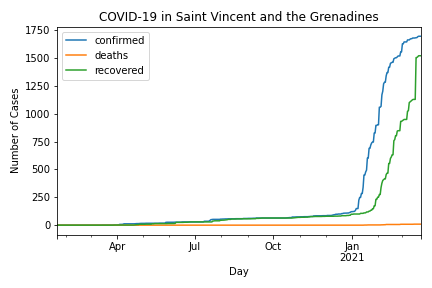 COVID-19 in Saint Vincent and the Grenadines
confirmed
deaths
recovered
Number of Cases
1750
1500
1250
1000
750
500
250
0
Apr
Jul
Oct
Jan
2021
Day